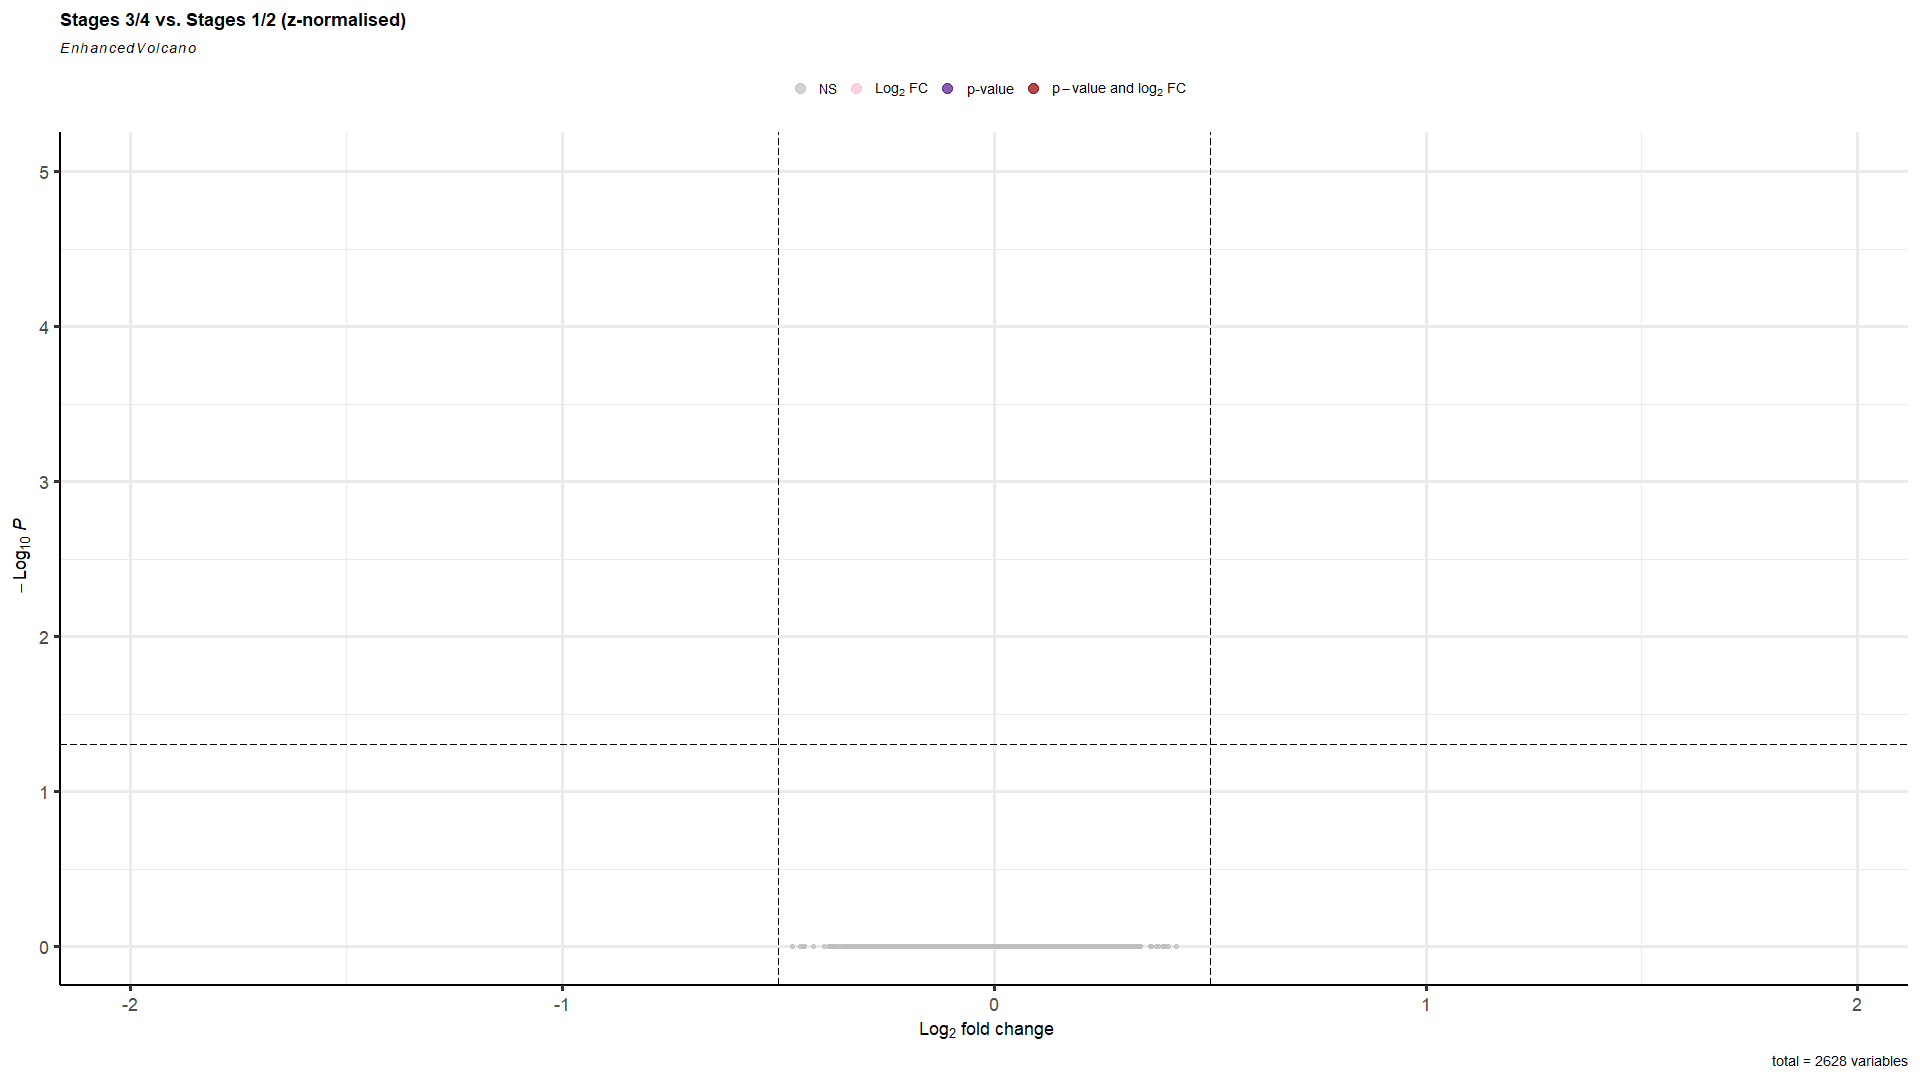 Stages 3/4 vs. Stages 1/2 (z-normalised)
EnhancedVolcano
NS Log₂ FC p-value p−value and log₂ FC
5
4
3
2
1
0
−Log₁₀ P
-2 -1 0 1 2
Log₂ fold change
total = 2628 variables